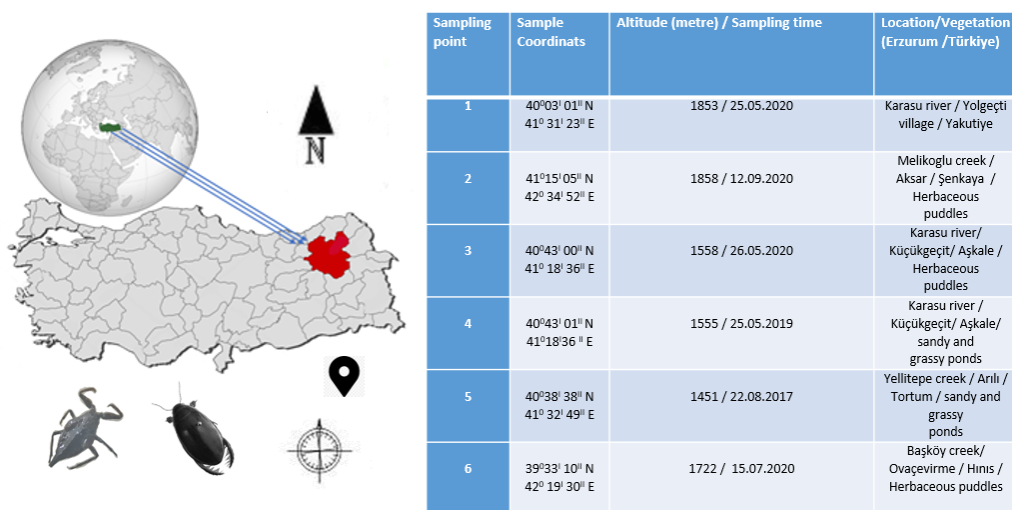 N
Sampling point
Sample Coordinats
Altitude (metre) / Sampling time
Location/Vegetation (Erzurum /Türkiye)
1
40⁰03ᴵ 01ᴵᴵ N
41⁰ 31ᴵ 23ᴵᴵ E
1853 / 25.05.2020
Karasu river / Yolgeçti
village / Yakutiye
2
41⁰15ᴵ 05ᴵᴵ N
42⁰ 34ᴵ 52ᴵᴵ E
1858 / 12.09.2020
Melikoglu creek /
Aksar / Şenkaya /
Herbaceous
puddles
3
40⁰43ᴵ 00ᴵᴵ N
41⁰ 18ᴵ 36ᴵᴵ E
1558 / 26.05.2020
Karasu river/
Küçükgeçit/ Aşkale /
Herbaceous
puddles
4
40⁰43ᴵ 01ᴵᴵ N
41⁰18ᴵ36 ᴵᴵ E
1555 / 25.05.2019
Karasu river /
Küçükgeçit/ Aşkale/
sandy and
grassy ponds
5
40⁰38ᴵ 38ᴵᴵ N
41⁰ 32ᴵ 49ᴵᴵ E
1451 / 22.08.2017
Yellitepe creek / Arılı /
Tortum / sandy and
grassy
ponds
6
39⁰33ᴵ 10ᴵᴵ N
42⁰ 19ᴵ 30ᴵᴵ E
1722 / 15.07.2020
Başköy creek/
Ovaçevirme / Hınıs /
Herbaceous puddles